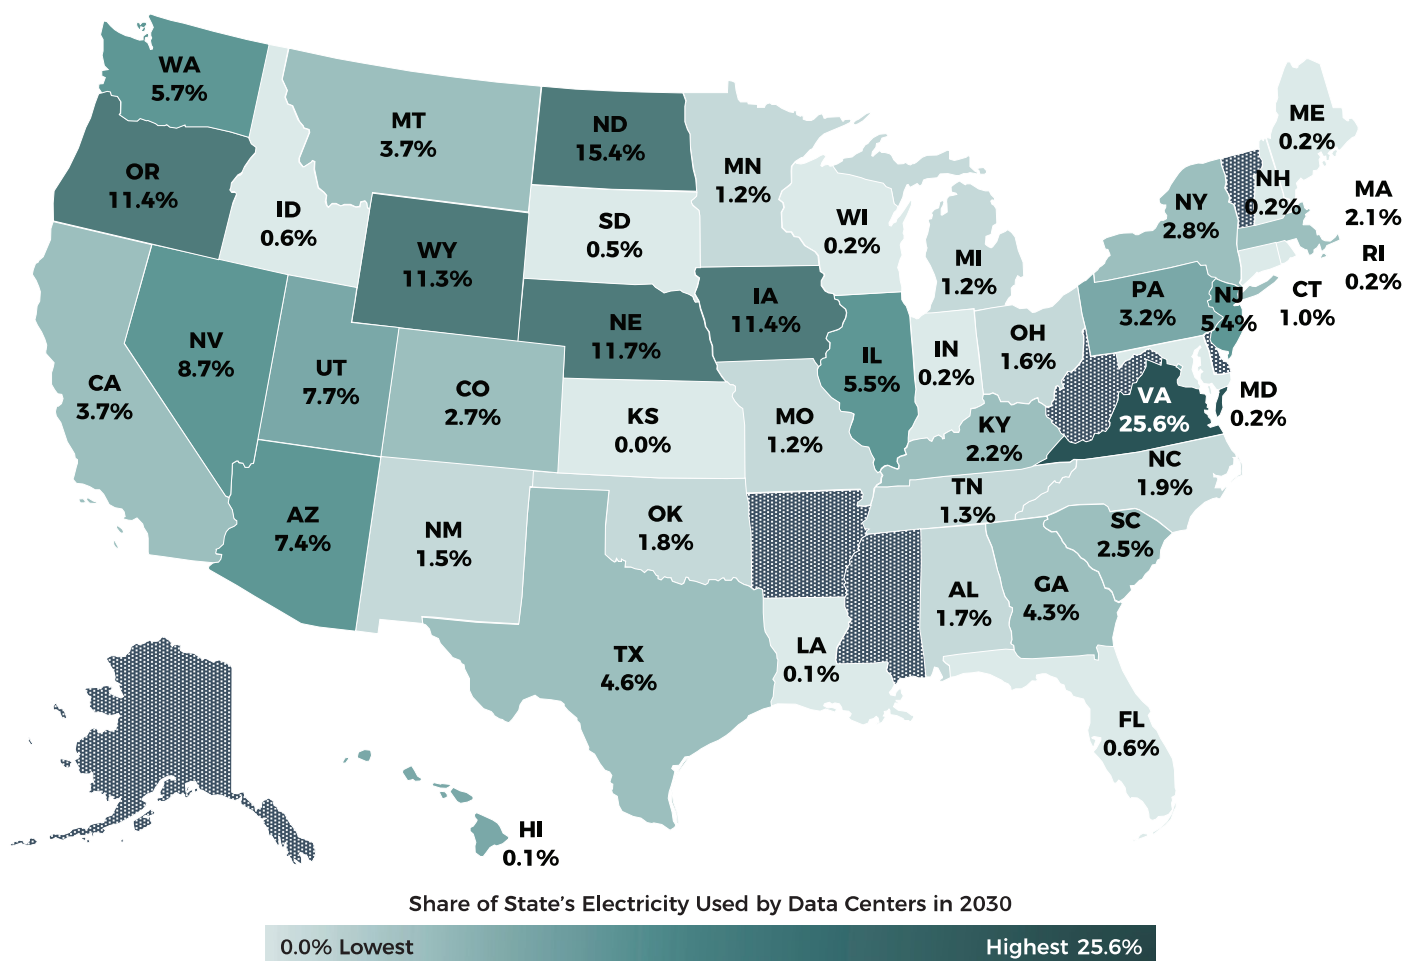 WA
5.7%
MT
3.7%
ND
15.4%
MN
1.2%
ME
0.2%
OR
11.4%
ID
0.6%
SD
0.5%
WI
0.2%
MI
1.2%
NY
2.8%
NH
0.2%
MA
2.1%
RI
0.2%
WY
11.3%
IA
11.4%
NE
11.7%
PA
3.2%
NJ
5.4%
CT
1.0%
NV
8.7%
UT
7.7%
CO
2.7%
IL
5.5%
IN
0.2%
OH
1.6%
CA
3.7%
KS
0.0%
MO
1.2%
KY
2.2%
VA
25.6%
MD
0.2%
AZ
7.4%
NM
1.5%
OK
1.8%
TN
1.3%
NC
1.9%
SC
2.5%
TX
4.6%
LA
0.1%
AL
1.7%
GA
4.3%
FL
0.6%
HI
0.1%
Share of State’s Electricity Used by Data Centers in 2030
0.0% Lowest
Highest 25.6%